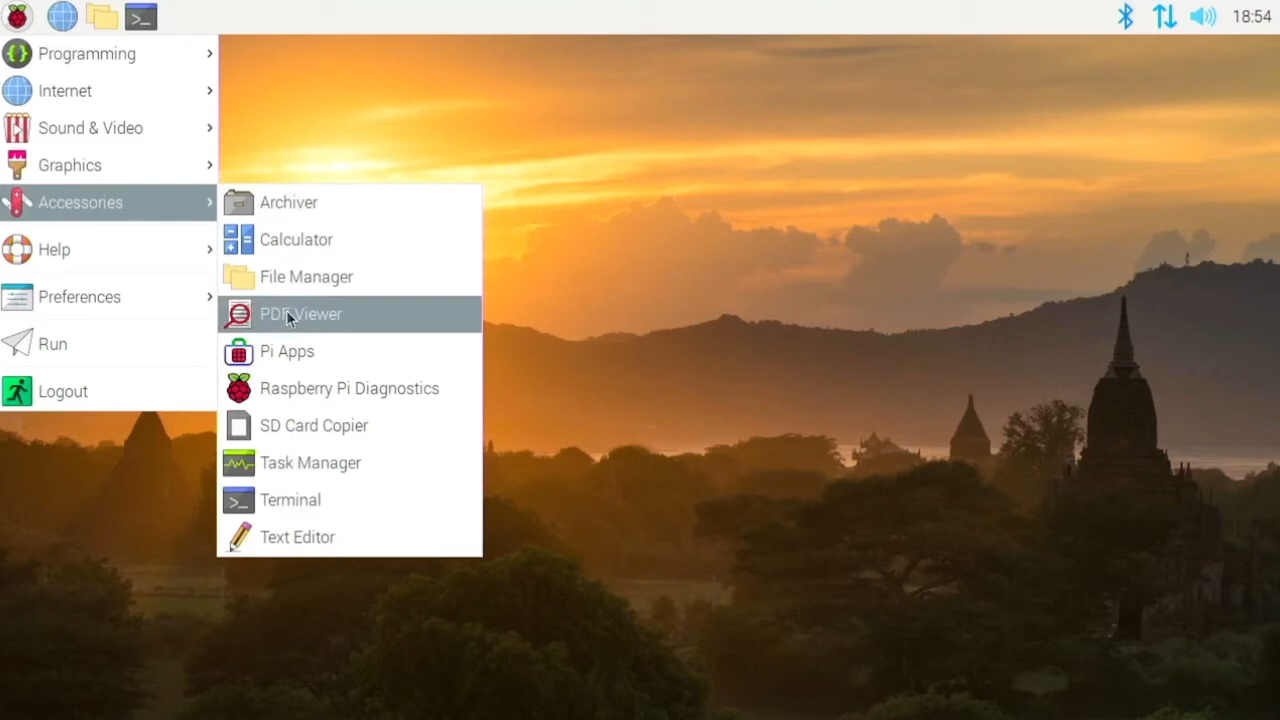 18:54
Programming
Internet
Sound & Video
Graphics
Accessories
Help
Preferences
Run
Logout
Archiver
Calculator
File Manager
PDF Viewer
Pi Apps
Raspberry Pi Diagnostics
SD Card Copier
Task Manager
Terminal
Text Editor